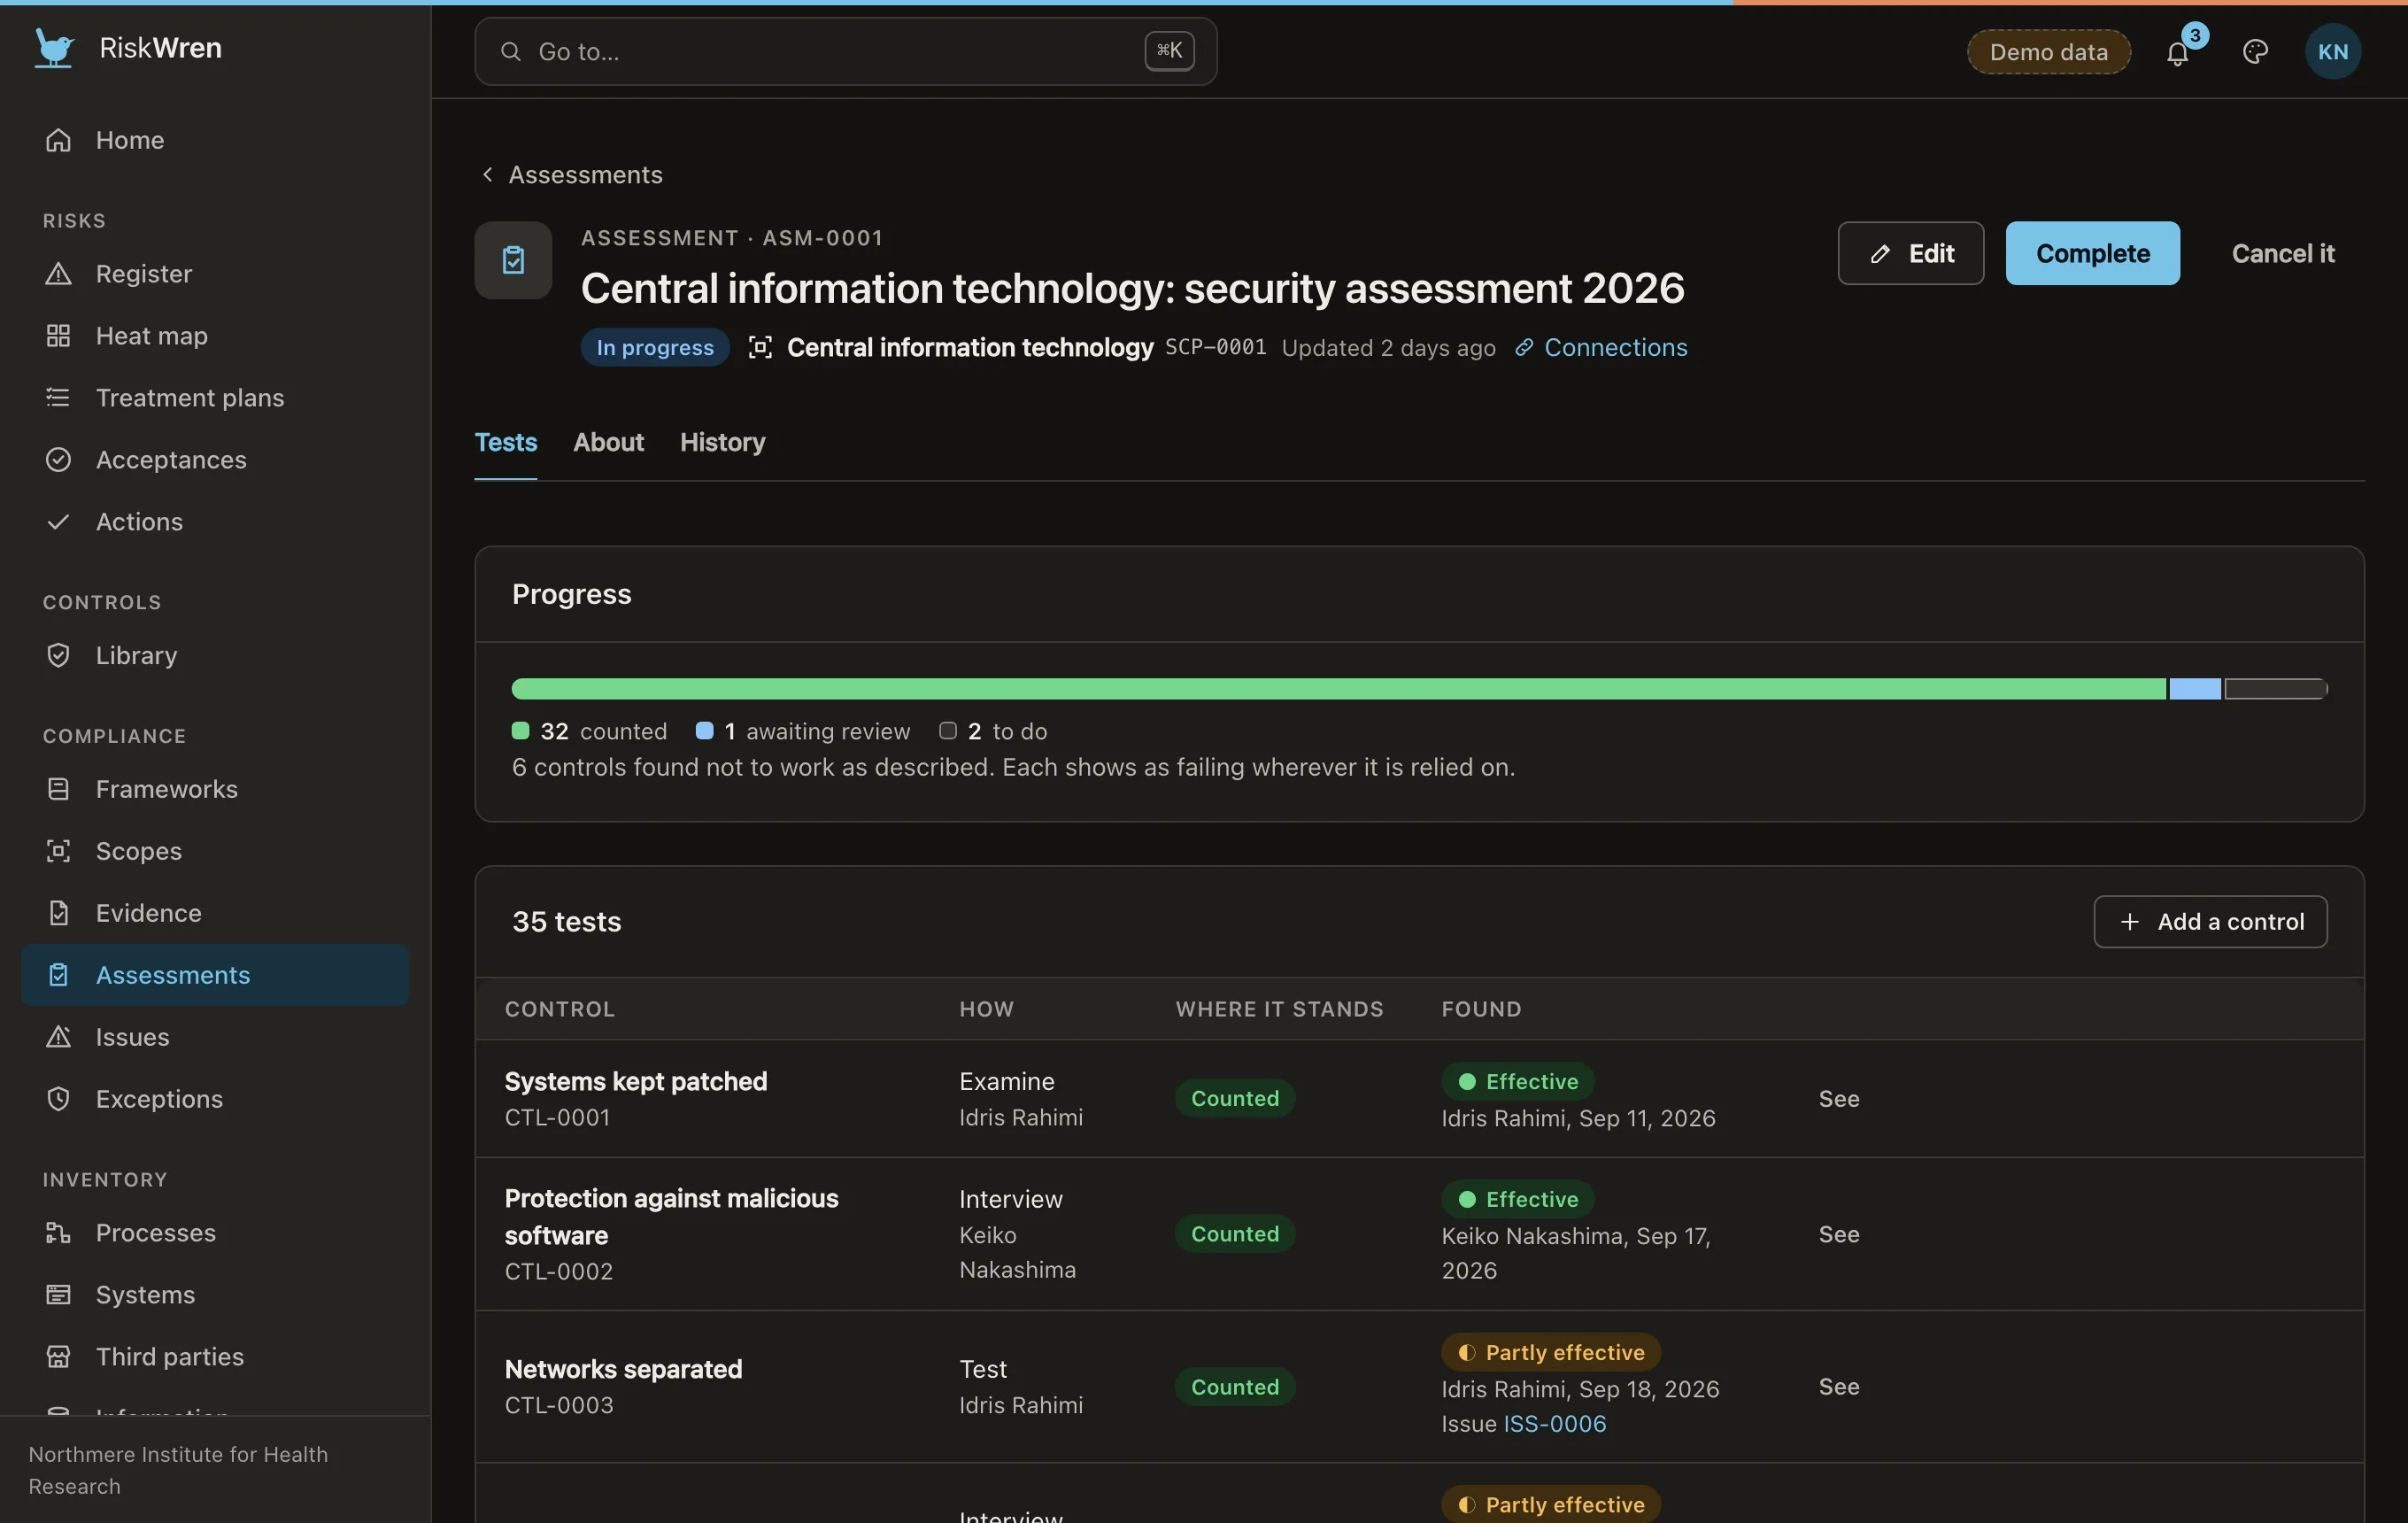 RiskWren
Go to...
⌘K
Demo data
3
KN
Home
RISKS
Register
Heat map
Treatment plans
Acceptances
Actions
CONTROLS
Library
COMPLIANCE
Frameworks
Scopes
Evidence
Assessments
Issues
Exceptions
INVENTORY
Processes
Systems
Third parties
Information
Northmere Institute for Health
Research
Assessments
ASSESSMENT · ASM-0001
Central information technology: security assessment 2026
In progress Central information technology SCP-0001 Updated 2 days ago Connections
Edit
Complete
Cancel it
Tests About History
Progress
32 counted 1 awaiting review 2 to do
6 controls found not to work as described. Each shows as failing wherever it is relied on.
35 tests
Add a control
CONTROL HOW WHERE IT STANDS FOUND
Systems kept patched
CTL-0001
Examine
Idris Rahimi
Counted
Effective
Idris Rahimi, Sep 11, 2026
See
Protection against malicious
software
CTL-0002
Interview
Keiko
Nakashima
Counted
Effective
Keiko Nakashima, Sep 17,
2026
See
Networks separated
CTL-0003
Test
Idris Rahimi
Counted
Partly effective
Idris Rahimi, Sep 18, 2026
Issue ISS-0006
See
Interview
Partly effective